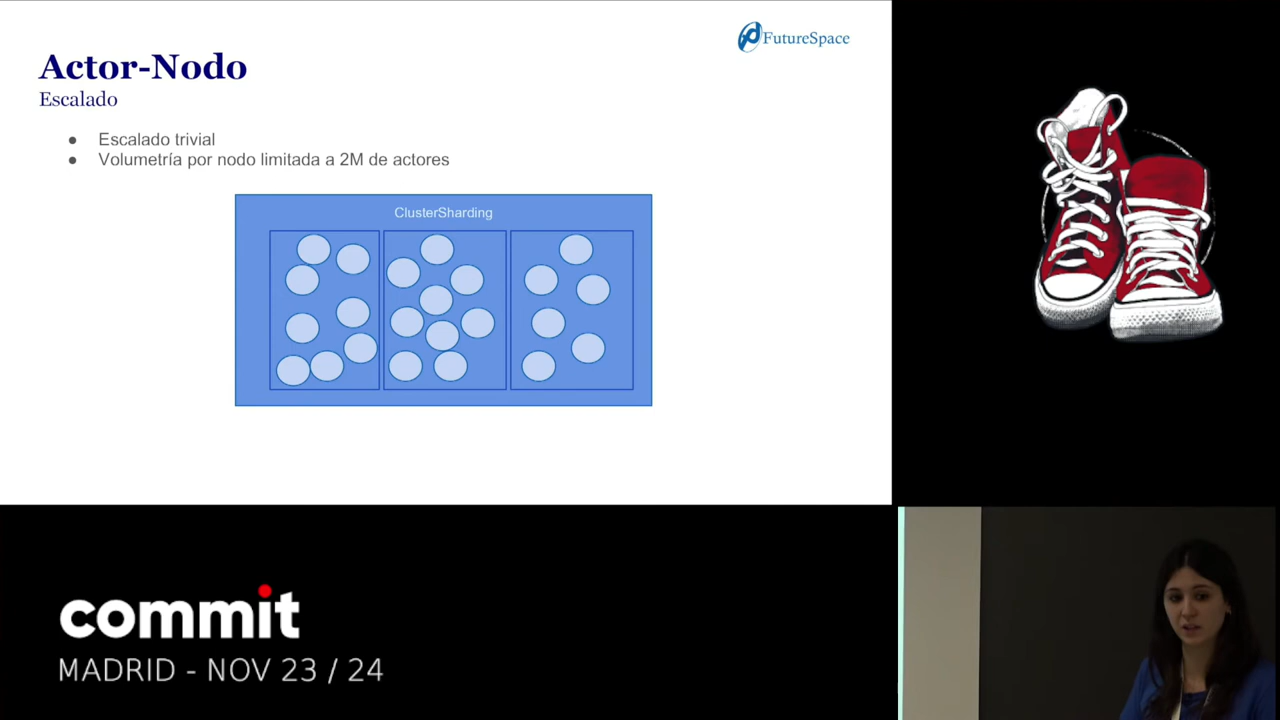 FutureSpace
Actor-Nodo
Escalado
● Escalado trivial
● Volumetría por nodo limitada a 2M de actores
ClusterSharding
commit
MADRID - NOV 23 / 24